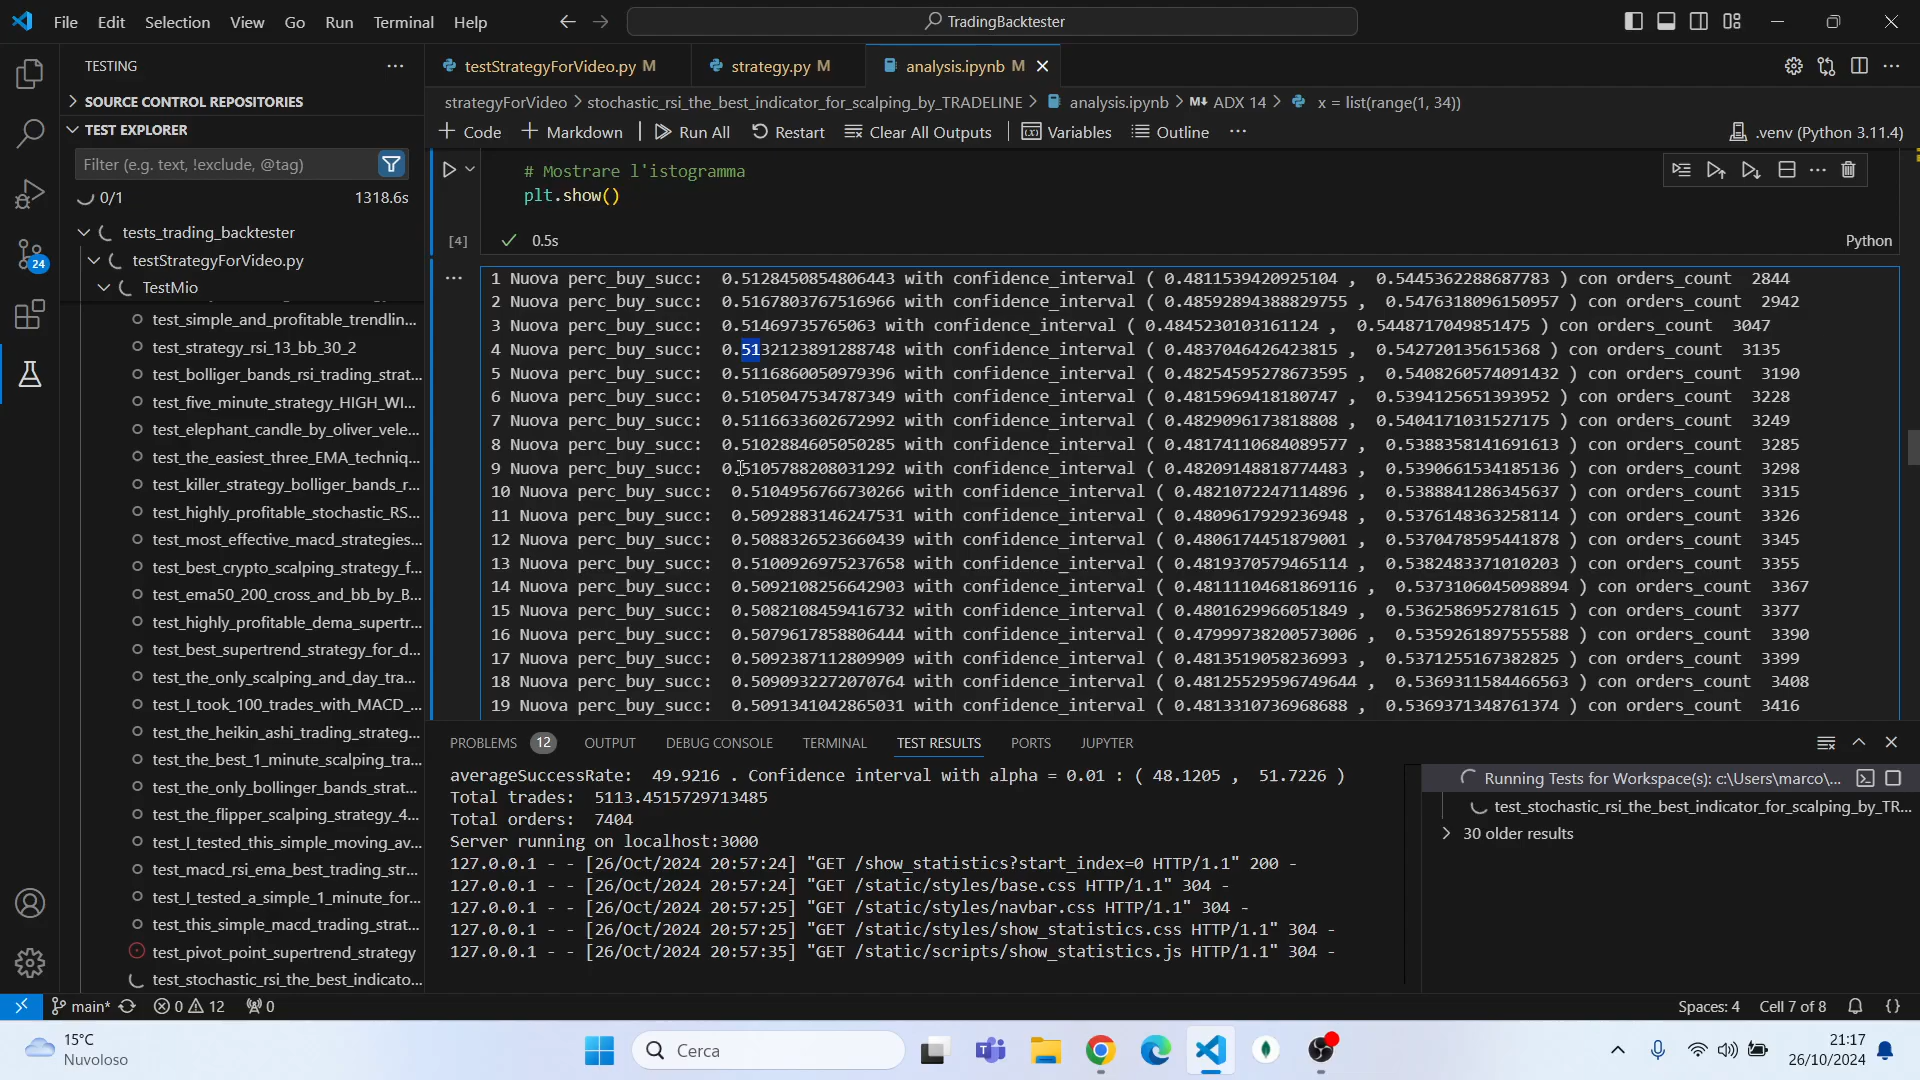 File Edit Selection View Go Run Terminal Help
TradingBacktester
TESTING
SOURCE CONTROL REPOSITORIES
TEST EXPLORER
Filter (e.g. text, !exclude, @tag)
0/1 1318.6s
tests_trading_backtester
testStrategyForVideo.py
TestMio
test_simple_and_profitable_trendlin...
test_strategy_rsi_13_bb_30_2
test_bolliger_bands_rsi_trading_strat...
test_five_minute_strategy_HIGH_WI...
test_elephant_candle_by_oliver_vele...
test_the_easiest_three_EMA_techniq...
test_killer_strategy_bolliger_bands_r...
test_highly_profitable_stochastic_RS...
test_most_effective_macd_strategies...
test_best_crypto_scalping_strategy_f...
test_ema50_200_cross_and_bb_by_B...
test_highly_profitable_dema_supertr...
test_best_supertrend_strategy_for_d...
test_the_only_scalping_and_day_tra...
test_I_took_100_trades_with_MACD_...
test_the_heikin_ashi_trading_strateg...
test_the_best_1_minute_scalping_tra...
test_the_only_bollinger_bands_strat...
test_the_flipper_scalping_strategy_4...
test_I_tested_this_simple_moving_av...
test_macd_rsi_ema_best_trading_str...
test_I_tested_a_simple_1_minute_for...
test_this_simple_macd_trading_strat...
test_pivot_point_supertrend_strategy
test_stochastic_rsi_the_best_indicato...
24
testStrategyForVideo.py M strategy.py M analysis.ipynb M
strategyForVideo > stochastic_rsi_the_best_indicator_for_scalping_by_TRADELINE > analysis.ipynb > M↓ ADX 14 > x = list(range(1, 34))
Code Markdown Run All Restart Clear All Outputs Variables Outline ... .venv (Python 3.11.4)
# Mostrare l'istogramma
plt.show()
[4] 0.5s Python
1 Nuova perc_buy_succ: 0.5128450854806443 with confidence_interval ( 0.4811539420925104 , 0.5445362288687783 ) con orders_count 2844
2 Nuova perc_buy_succ: 0.5167803767516966 with confidence_interval ( 0.48592894388829755 , 0.5476318096150957 ) con orders_count 2942
3 Nuova perc_buy_succ: 0.51469735765063 with confidence_interval ( 0.4845230103161124 , 0.5448717049851475 ) con orders_count 3047
4 Nuova perc_buy_succ: 0.5132123891288748 with confidence_interval ( 0.4837046426423815 , 0.542720135615368 ) con orders_count 3135
5 Nuova perc_buy_succ: 0.5116860050979396 with confidence_interval ( 0.48254595278673595 , 0.5408260574091432 ) con orders_count 3190
6 Nuova perc_buy_succ: 0.5105047534787349 with confidence_interval ( 0.4815969418180747 , 0.5394125651393952 ) con orders_count 3228
7 Nuova perc_buy_succ: 0.5116633602672992 with confidence_interval ( 0.4829096173818808 , 0.5404171031527175 ) con orders_count 3249
8 Nuova perc_buy_succ: 0.5102884605050285 with confidence_interval ( 0.48174110684089577 , 0.5388358141691613 ) con orders_count 3285
9 Nuova perc_buy_succ: 0.5105788208031292 with confidence_interval ( 0.48209148818774483 , 0.5390661534185136 ) con orders_count 3298
10 Nuova perc_buy_succ: 0.5104956766730266 with confidence_interval ( 0.4821072247114896 , 0.5388841286345637 ) con orders_count 3315
11 Nuova perc_buy_succ: 0.5092883146247531 with confidence_interval ( 0.4809617929236948 , 0.5376148363258114 ) con orders_count 3326
12 Nuova perc_buy_succ: 0.5088326523660439 with confidence_interval ( 0.4806174451879001 , 0.5370478595441878 ) con orders_count 3345
13 Nuova perc_buy_succ: 0.5100926975237658 with confidence_interval ( 0.4819370579465114 , 0.5382483371010203 ) con orders_count 3355
14 Nuova perc_buy_succ: 0.5092108256642903 with confidence_interval ( 0.48111104681869116 , 0.5373106045098894 ) con orders_count 3367
15 Nuova perc_buy_succ: 0.5082108459416732 with confidence_interval ( 0.4801629966051849 , 0.5362586952781615 ) con orders_count 3377
16 Nuova perc_buy_succ: 0.5079617858806444 with confidence_interval ( 0.47999738200573006 , 0.5359261897555588 ) con orders_count 3390
17 Nuova perc_buy_succ: 0.5092387112809909 with confidence_interval ( 0.4813519058236993 , 0.5371255167382825 ) con orders_count 3399
18 Nuova perc_buy_succ: 0.5090932272070764 with confidence_interval ( 0.48125529596749644 , 0.5369311584466563 ) con orders_count 3408
19 Nuova perc_buy_succ: 0.5091341042865031 with confidence_interval ( 0.4813310736968688 , 0.5369371348761374 ) con orders_count 3416
PROBLEMS 12 OUTPUT DEBUG CONSOLE TERMINAL TEST RESULTS PORTS JUPYTER
averageSuccessRate: 49.9216 . Confidence interval with alpha = 0.01 : ( 48.1205 , 51.7226 )
Total trades: 5113.4515729713485
Total orders: 7404
Server running on localhost:3000
127.0.0.1 - - [26/Oct/2024 20:57:24] "GET /show_statistics?start_index=0 HTTP/1.1" 200 -
127.0.0.1 - - [26/Oct/2024 20:57:24] "GET /static/styles/base.css HTTP/1.1" 304 -
127.0.0.1 - - [26/Oct/2024 20:57:25] "GET /static/styles/navbar.css HTTP/1.1" 304 -
127.0.0.1 - - [26/Oct/2024 20:57:25] "GET /static/styles/show_statistics.css HTTP/1.1" 304 -
127.0.0.1 - - [26/Oct/2024 20:57:35] "GET /static/scripts/show_statistics.js HTTP/1.1" 304 -
Running Tests for Workspace(s): c:\Users\marco\...
test_stochastic_rsi_the_best_indicator_for_scalping_by_TR...
30 older results
main* 0 12 0 Spaces: 4 Cell 7 of 8 {}
15°C
Nuvoloso
Cerca
21:17
26/10/2024